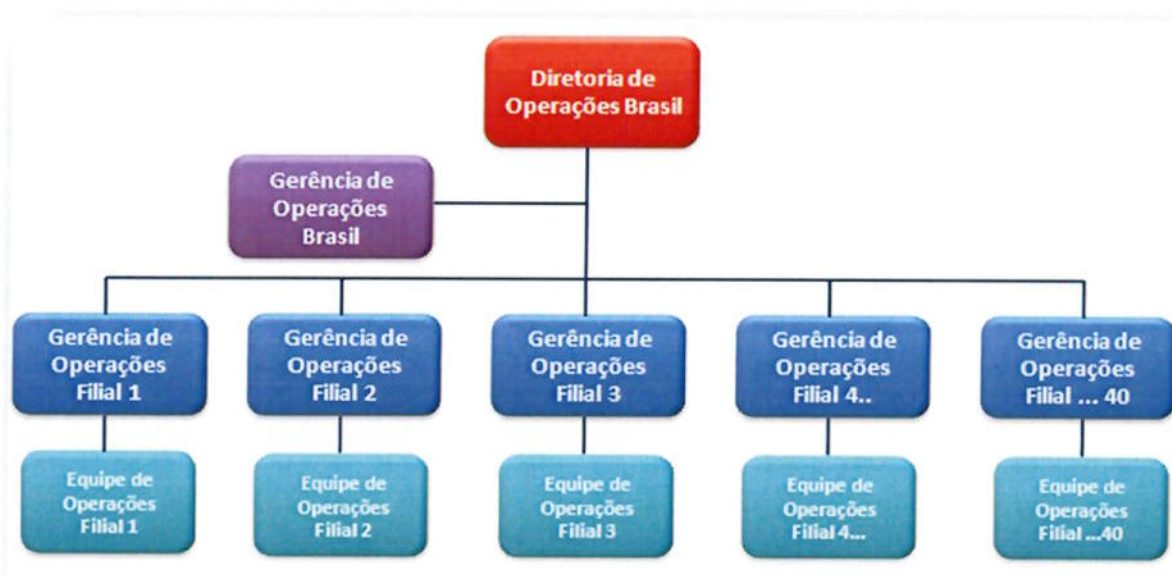 Diretoria de
Operações Brasil
Gerência de
Operações
Brasil
Gerência de
Operações
Filial 1
Gerência de
Operações
Filial 2
Gerência de
Operações
Filial 3
Gerência de
Operações
Filial 4..
Gerência de
Operações
Filial ... 40
Equipe de
Operações
Filial 1
Equipe de
Operações
Filial 2
Equipe de
Operações
Filial 3
Equipe de
Operações
Filial 4...
Equipe de
Operações
Filial ...40